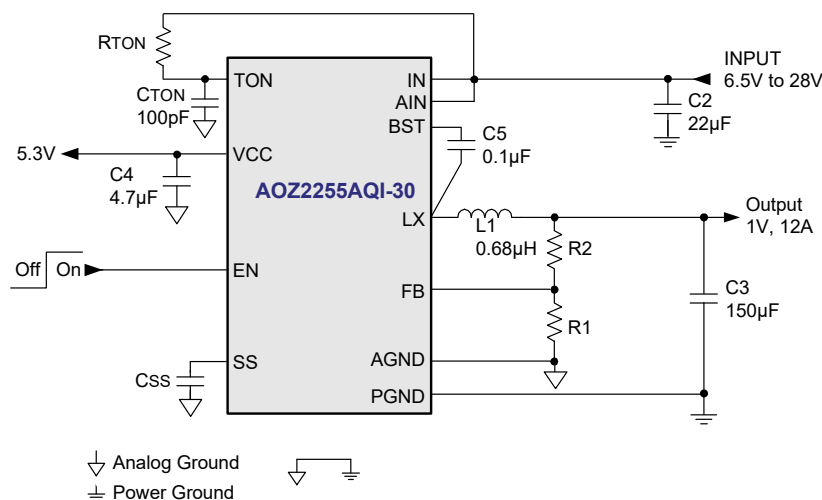 RTON
TON
CTON
100pF
5.3V
VCC
C4
4.7µF
AOZ2255AQI-30
Off
On
EN
SS
CSS
IN
AIN
BST
C5
0.1µF
INPUT
6.5V to 28V
C2
22µF
LX
L1
0.68µH
R2
Output
1V, 12A
FB
C3
150µF
R1
AGND
PGND
Analog Ground
Power Ground